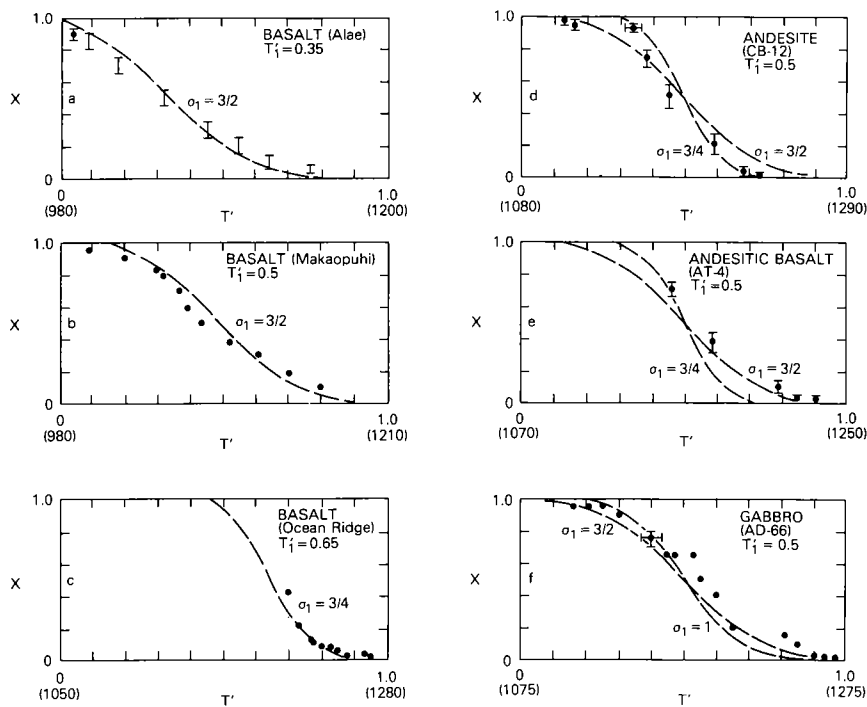 BASALT (Alae)
T′₁=0.35
1.0
X
a
σ₁ = 3/2
0
0
(980)
T′
1.0
(1200)
BASALT (Makaopuhi)
T′₁=0.5
1.0
X
b
σ₁ = 3/2
0
0
(980)
T′
1.0
(1210)
BASALT
(Ocean Ridge)
T′₁=0.65
1.0
X
c
σ₁ = 3/4
0
0
(1050)
T′
1.0
(1280)
ANDESITE
(CB-12)
T′₁=0.5
1.0
X
d
σ₁ = 3/4
σ₁ = 3/2
0
0
(1080)
T′
1.0
(1290)
ANDESITIC BASALT
(AT-4)
T′₁=0.5
1.0
X
e
σ₁ = 3/4
σ₁ = 3/2
0
0
(1070)
T′
1.0
(1250)
GABBRO
(AD-66)
T′₁ = 0.5
1.0
X
f
σ₁ = 3/2
σ₁ = 1
0
0
(1075)
T′
1.0
(1275)